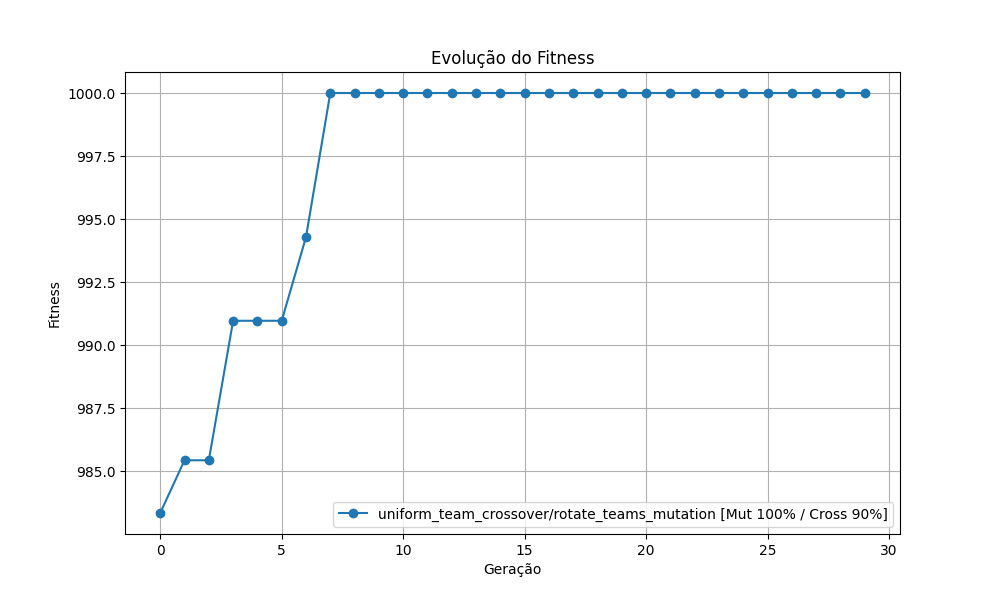 Evolução do Fitness
1000.0
997.5
995.0
992.5
990.0
987.5
985.0
Fitness
uniform_team_crossover/rotate_teams_mutation [Mut 100% / Cross 90%]
0 5 10 15 20 25 30
Geração